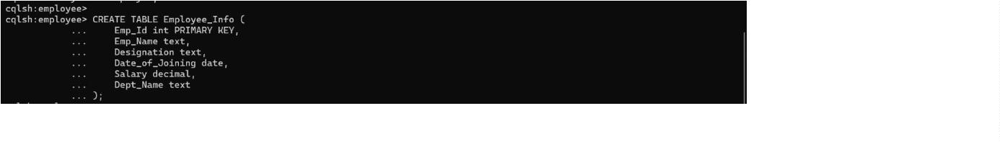 cqlsh:employee>
cqlsh:employee> CREATE TABLE Employee_Info (
            ...     Emp_Id int PRIMARY KEY,
            ...     Emp_Name text,
            ...     Designation text,
            ...     Date_of_Joining date,
            ...     Salary decimal,
            ...     Dept_Name text
            ... );